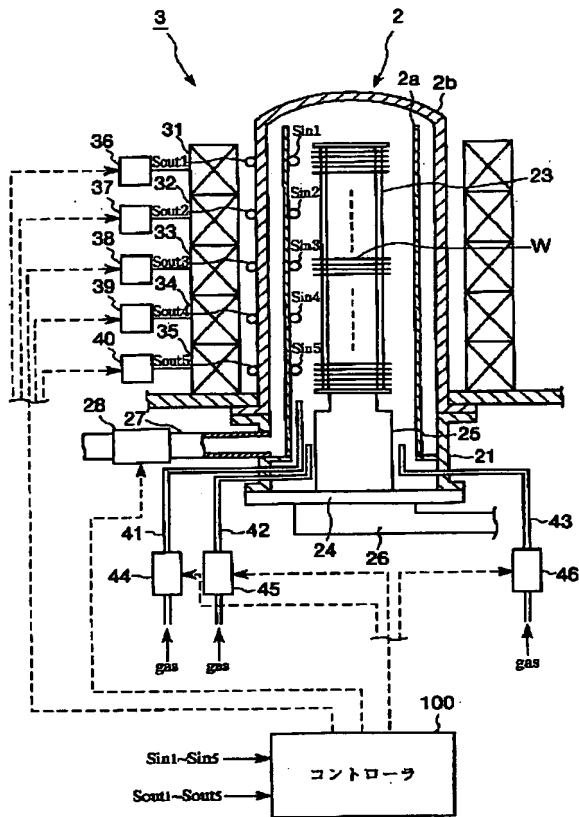 3
2
2a
2b
36
31
Sout1
Sin1
37
32
Sout2
Sin2
23
38
33
Sout3
Sin3
W
39
34
Sout4
Sin4
40
35
Sout5
Sin5
28
27
25
21
41
42
24
26
43
44
45
46
gas
gas
gas
100
Sin1~Sin5
Sout1~Sout5
コントローラ